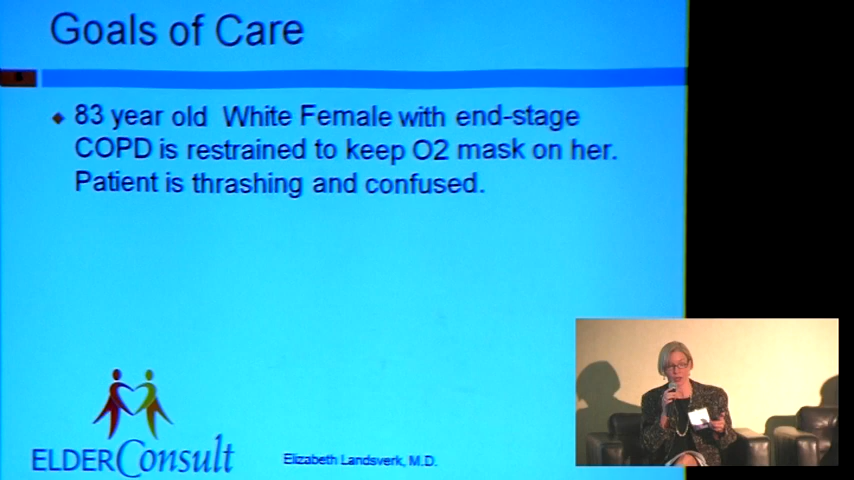 Goals of Care
83 year old White Female with end-stage
COPD is restrained to keep O2 mask on her.
Patient is thrashing and confused.
ELDERConsult
Elizabeth Landsverk, M.D.